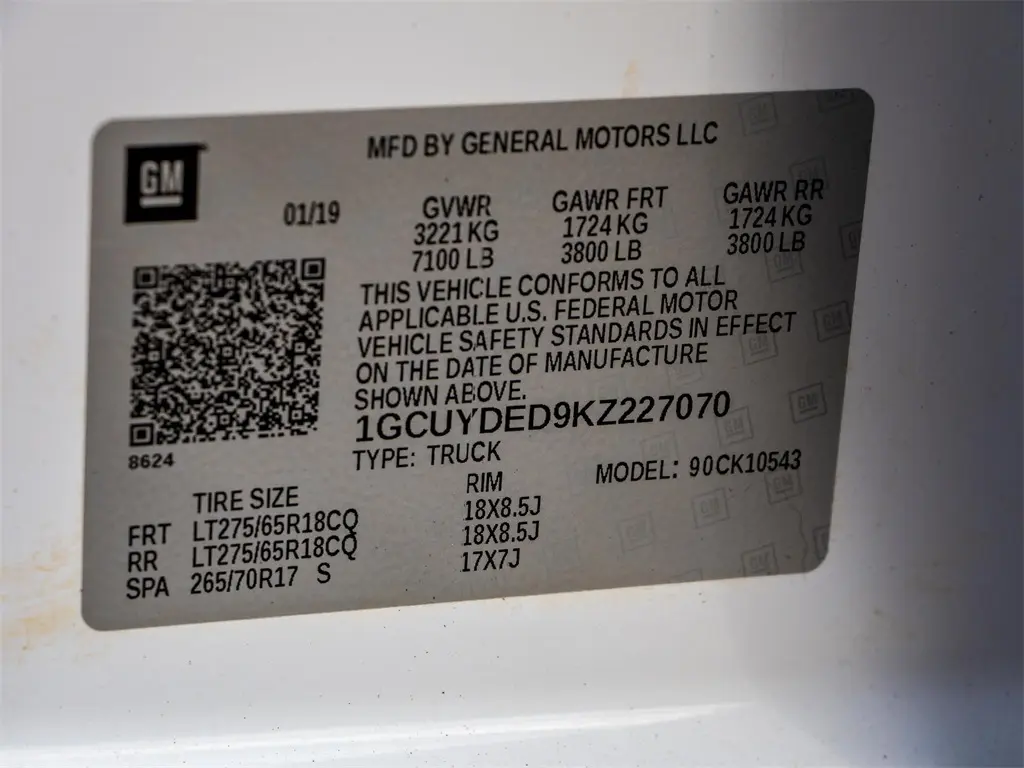 GM
MFD BY GENERAL MOTORS LLC
01/19
GVWR GAWR FRT GAWR RR
3221 KG 1724 KG 1724 KG
7100 LB 3800 LB 3800 LB
THIS VEHICLE CONFORMS TO ALL
APPLICABLE U.S. FEDERAL MOTOR
VEHICLE SAFETY STANDARDS IN EFFECT
ON THE DATE OF MANUFACTURE
SHOWN ABOVE.
1GCUYDED9KZ227070
8624
TYPE: TRUCK
MODEL: 90CK10543
TIRE SIZE RIM
FRT LT275/65R18CQ 18X8.5J
RR LT275/65R18CQ 18X8.5J
SPA 265/70R17 S 17X7J